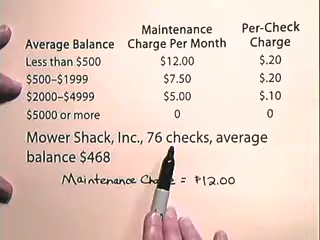 Maintenance Per-Check
Average Balance Charge Per Month Charge
Less than $500 $12.00 $.20
$500–$1999 $7.50 $.20
$2000–$4999 $5.00 $.10
$5000 or more 0 0
Mower Shack, Inc., 76 checks, average
balance $468
Maintenance = $12.00